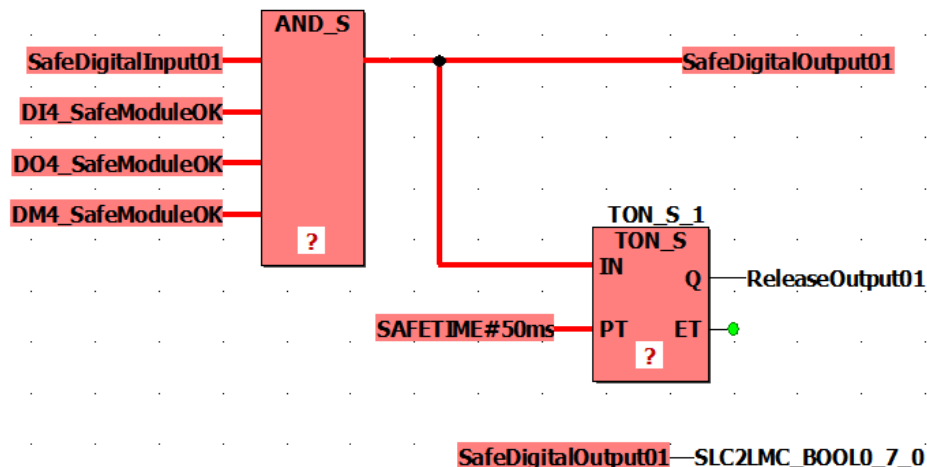 AND_S
SafeDigitalInput01
SafeDigitalOutput01
DI4_SafeModuleOK
DO4_SafeModuleOK
DM4_SafeModuleOK
?
TON_S_1
TON_S
IN
Q
ReleaseOutput01
SAFETIME#50ms
PT
ET
?
SafeDigitalOutput01
SLC2LMC_BOOL0_7_0